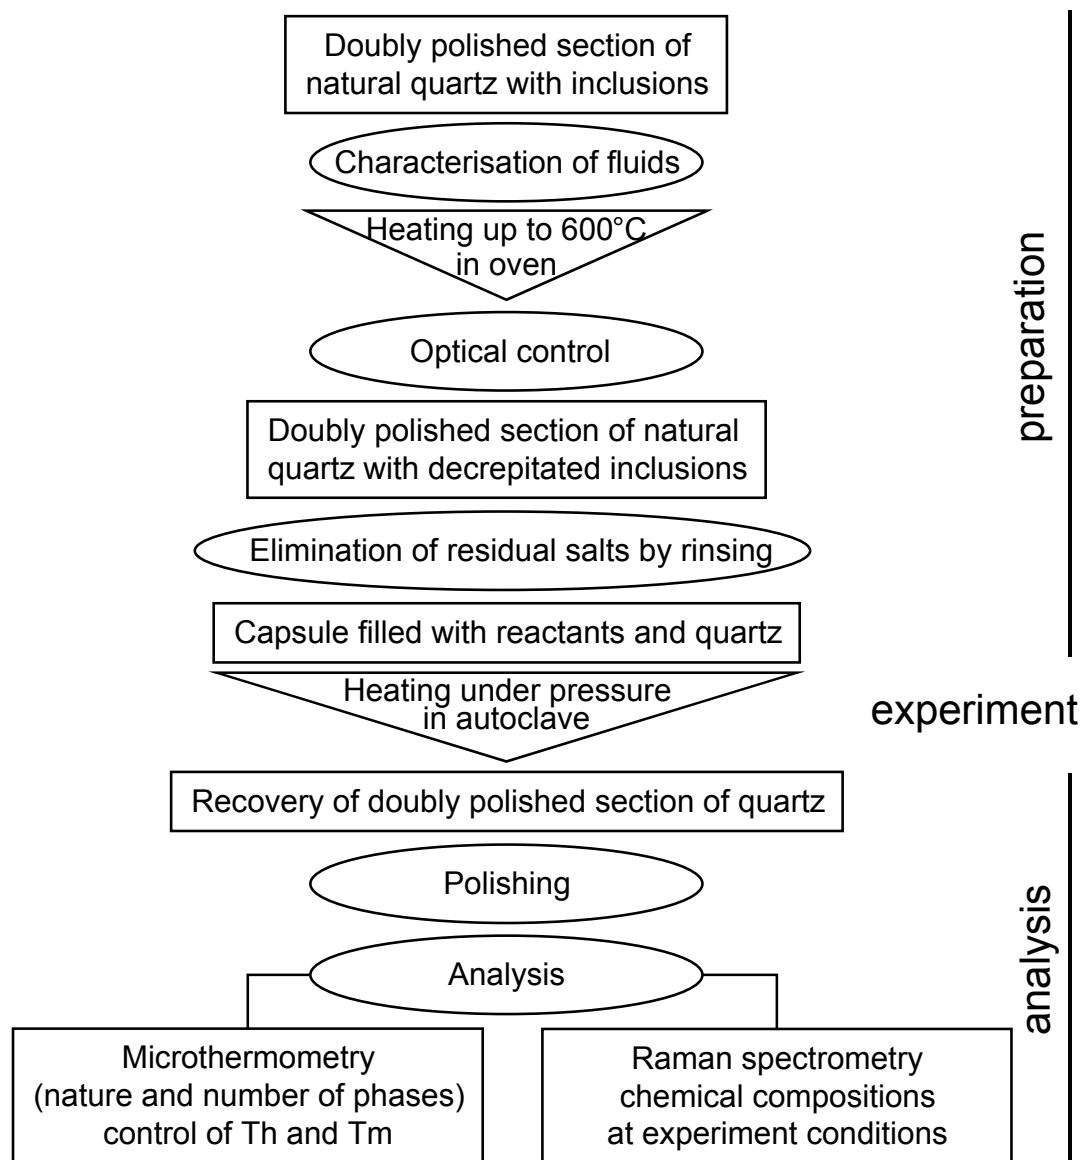 Doubly polished section of
natural quartz with inclusions
Characterisation of fluids
Heating up to 600°C
in oven
Optical control
Doubly polished section of natural
quartz with decrepitated inclusions
Elimination of residual salts by rinsing
Capsule filled with reactants and quartz
preparation
Heating under pressure
in autoclave
experiment
Recovery of doubly polished section of quartz
Polishing
Analysis
Microthermometry
(nature and number of phases)
control of Th and Tm
Raman spectrometry
chemical compositions
at experiment conditions
analysis